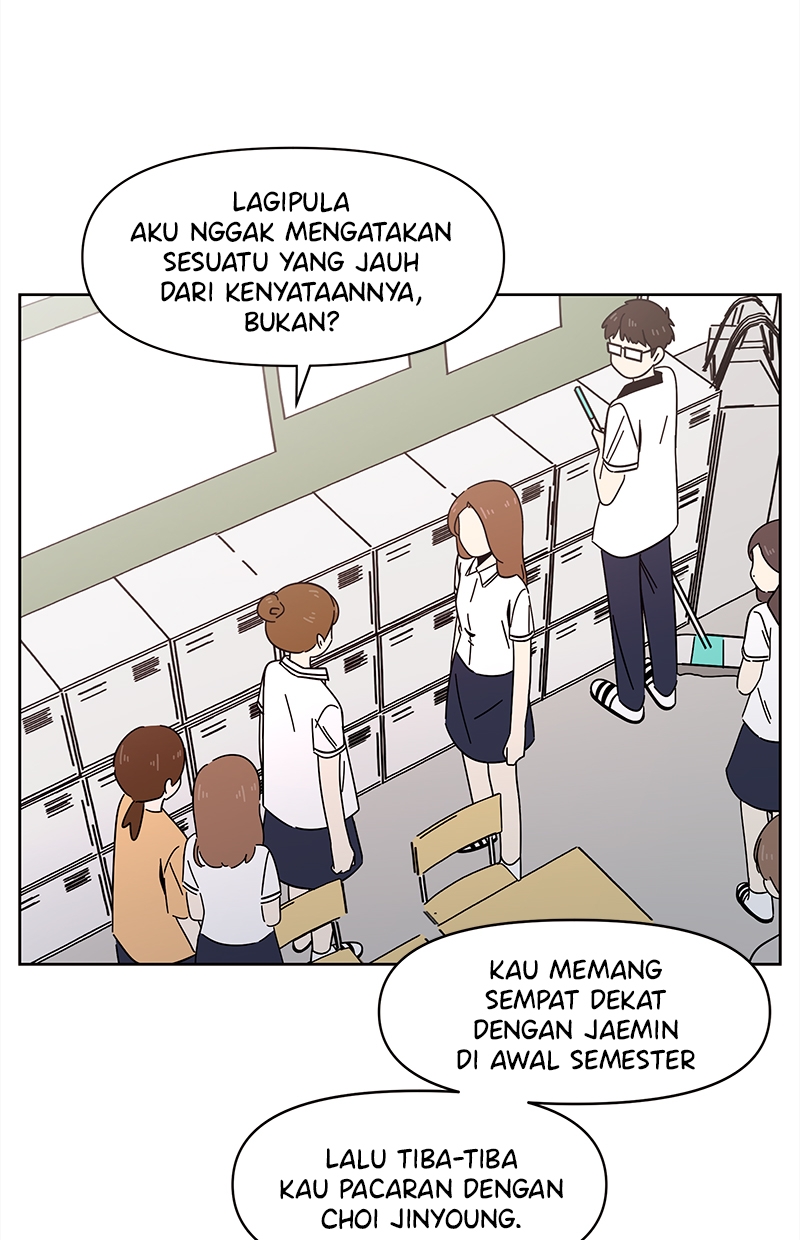 LAGIPULA
AKU NGGAK MENGATAKAN
SESUATU YANG JAUH
DARI KENYATAANNYA,
BUKAN?
KAU MEMANG
SEMPAT DEKAT
DENGAN JAEMIN
DI AWAL SEMESTER
LALU TIBA-TIBA
KAU PACARAN DENGAN
CHOI JINYOUNG.